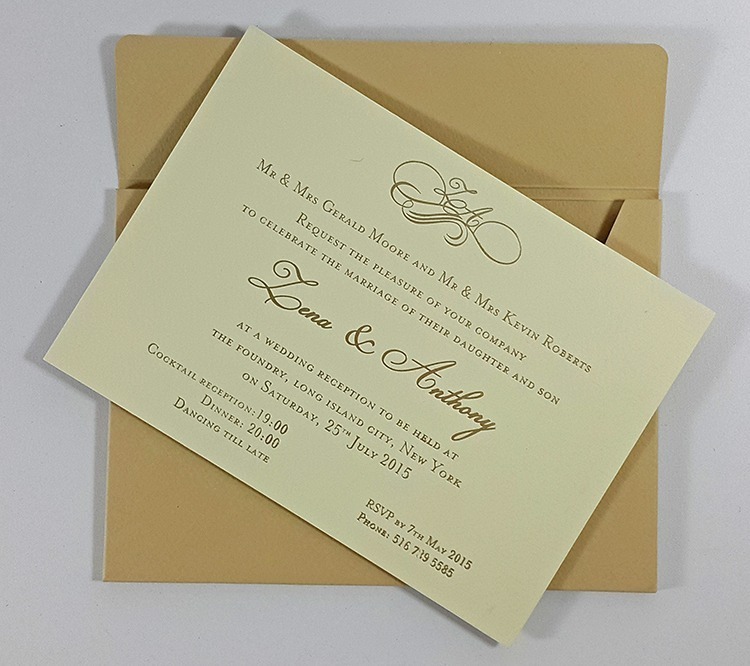 ZA
Mr & Mrs Gerald Moore and Mr & Mrs Kevin Roberts
Request the pleasure of your company
to celebrate the marriage of their daughter and son
Zena & Anthony
at a wedding reception to be held at
the Foundry, Long Island City, New York
on Saturday, 25th July 2015
Cocktail reception: 19:00
Dinner: 20:00
Dancing till late
RSVP by 7th May 2015
Phone: 516 5585